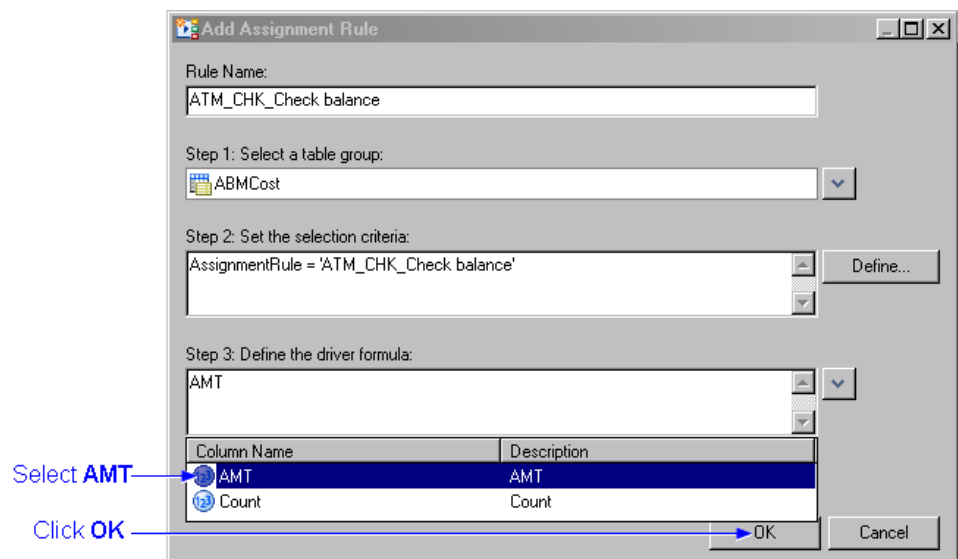 Add Assignment Rule
Rule Name:
ATM_CHK_Check balance
Step 1: Select a table group:
ABMCost
Step 2: Set the selection criteria:
AssignmentRule = 'ATM_CHK_Check balance'
Define...
Step 3: Define the driver formula:
AMT
Column Name Description
Select AMT
123 AMT AMT
123 Count Count
Click OK
OK Cancel